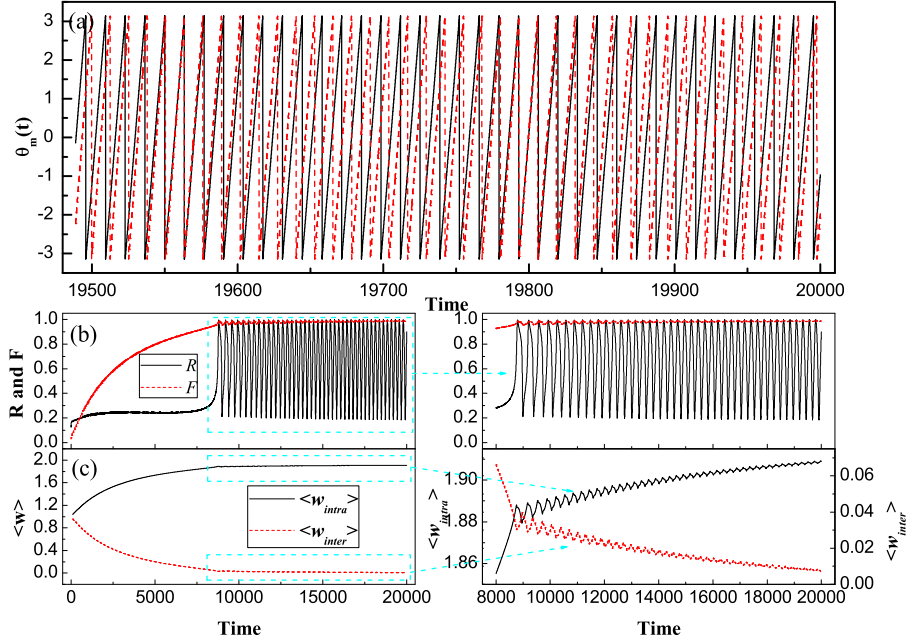 (a)
θm(t)
3
2
1
0
-1
-2
-3
19500 19600 19700 19800 19900 20000
Time
(b)
R and F
1.0
0.8
0.6
0.4
0.2
0.0
R
F
1.0
0.8
0.6
0.4
0.2
0.0
(c)
<w>
2.0
1.6
1.2
0.8
0.4
0.0
<wintra>
<winter>
0 5000 10000 15000 20000
Time
<wintra>
1.90
1.88
1.86
0.06
0.04
0.02
0.00
<winter>
8000 10000 12000 14000 16000 18000 20000
Time